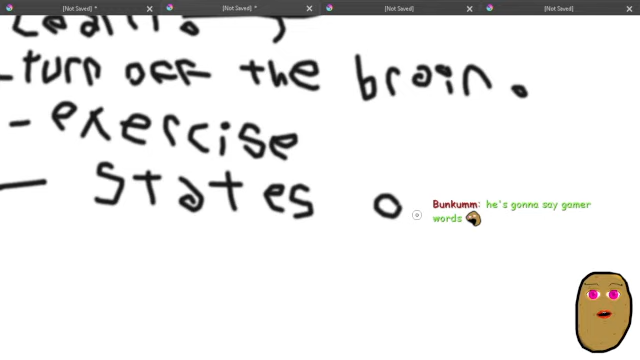 [Not Saved] * [Not Saved] * [Not Saved] [Not Saved]
- turn off the brain.
- exercise
- states o
Bunkumm: he's gonna say gamer
words